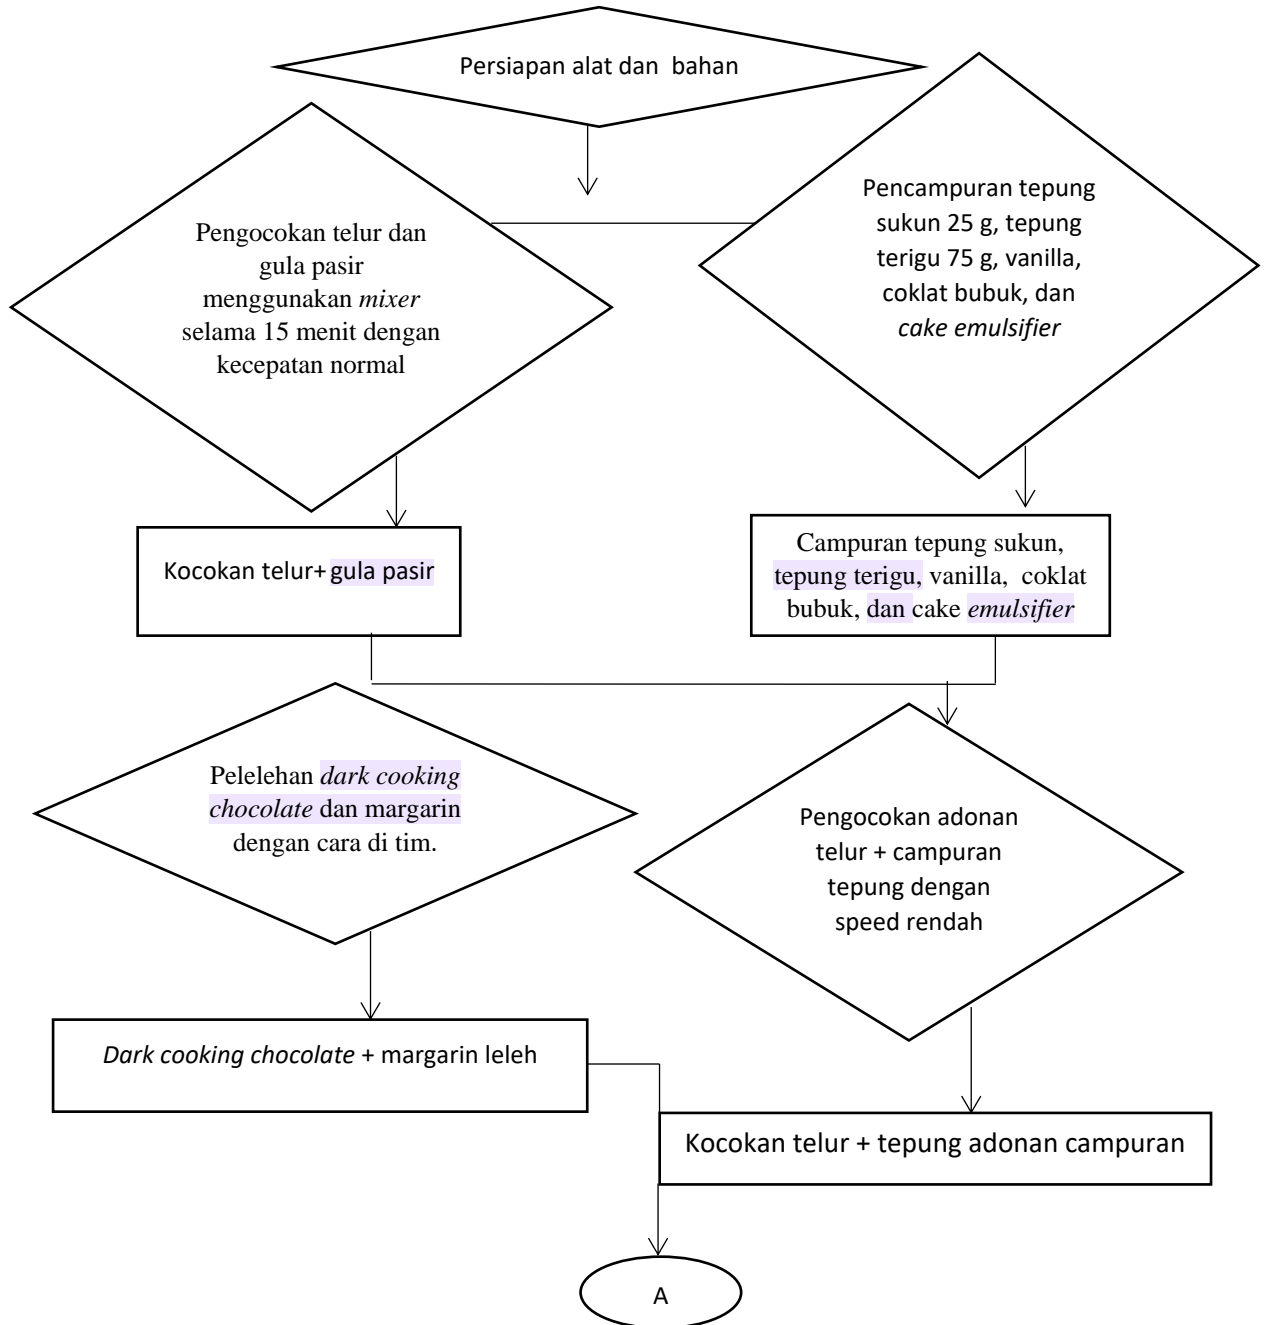 Persiapan alat dan bahan
Pengocokan telur dan
gula pasir
menggunakan mixer
selama 15 menit dengan
kecepatan normal
Pencampuran tepung
sukun 25 g, tepung
terigu 75 g, vanilla,
coklat bubuk, dan
cake emulsifier
Kocokan telur+ gula pasir
Campuran tepung sukun,
tepung terigu, vanilla, coklat
bubuk, dan cake emulsifier
Pelelehan dark cooking
chocolate dan margarin
dengan cara di tim.
Pengocokan adonan
telur + campuran
tepung dengan
speed rendah
Dark cooking chocolate + margarin leleh
Kocokan telur + tepung adonan campuran
A